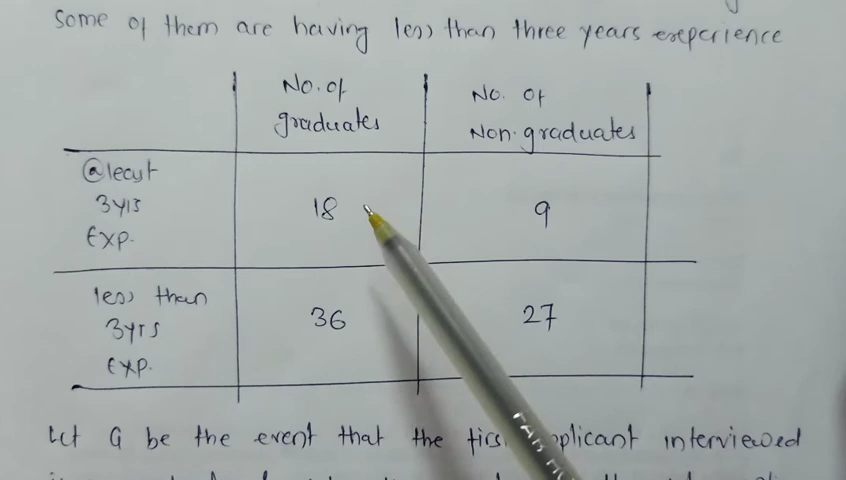 Some of them are having less than three years experience
No. of graduates
No. of Non-graduates
@least 3yrs Exp.
18
9
less than 3yrs Exp.
36
27
Let G be the event that the firs applicant interviewed